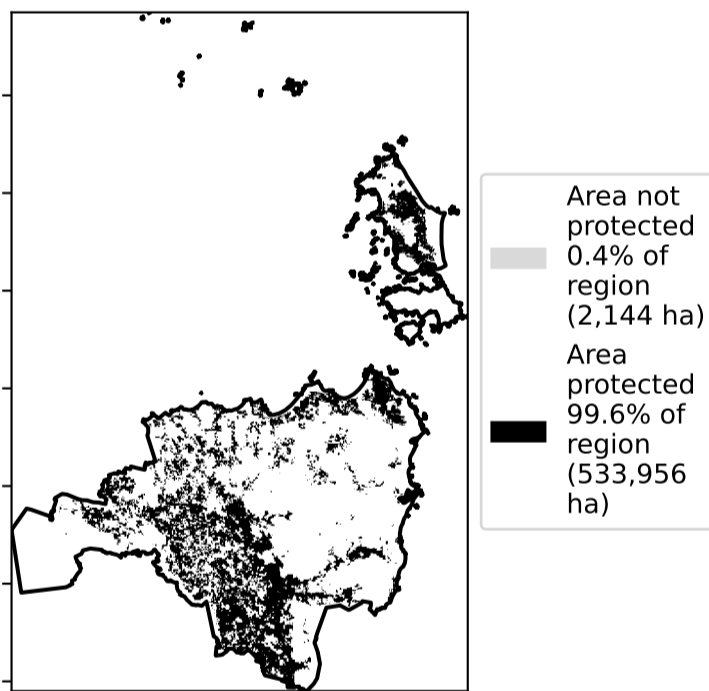 Area not
protected
0.4% of
region
(2,144 ha)
Area
protected
99.6% of
region
(533,956
ha)